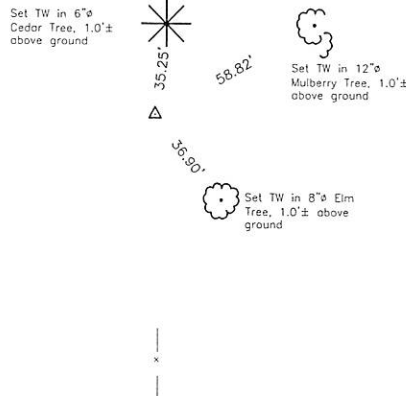 Set TW in 6"ø
Cedar Tree, 1.0'±
above ground
35.25'
58.82'
Set TW in 12"ø
Mulberry Tree, 1.0'±
above ground
36.90'
Set TW in 8"ø Elm
Tree, 1.0'± above
ground
x